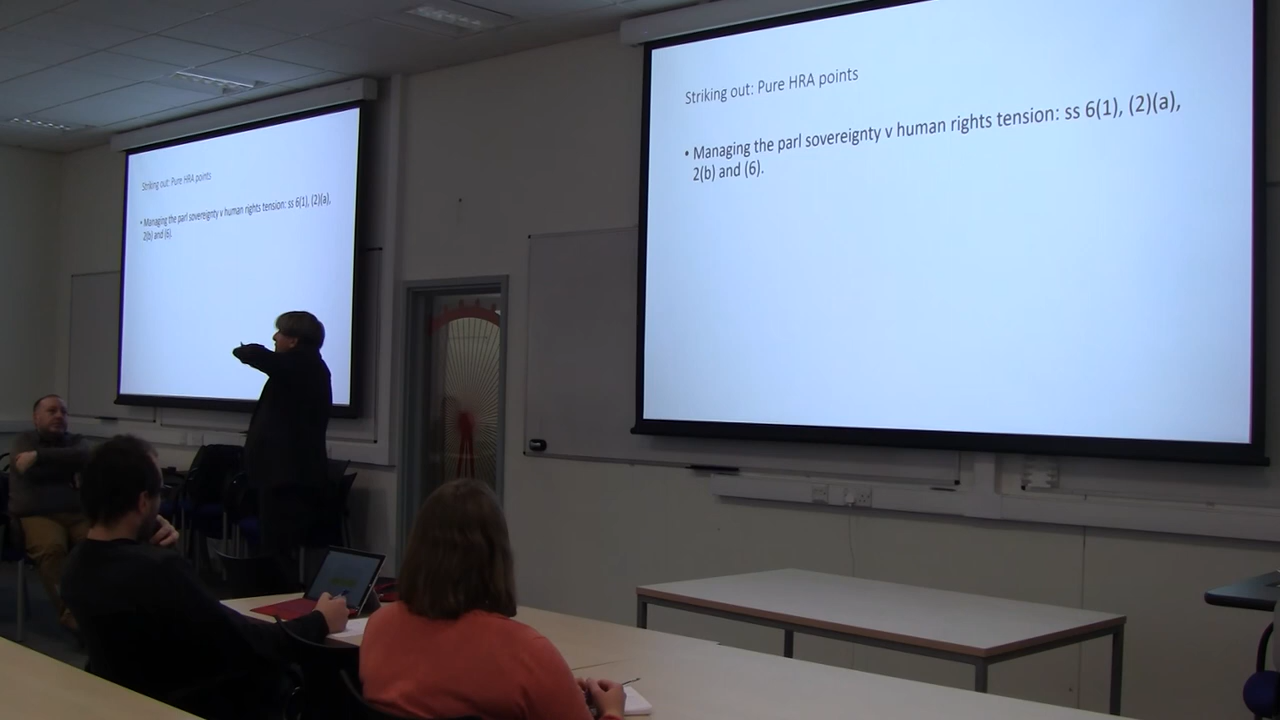 Striking out: Pure HRA points
• Managing the parl sovereignty v human rights tension: ss 6(1), (2)(a),
2(b) and (6).
Striking out: Pure HRA points
• Managing the parl sovereignty v human rights tension: ss 6(1), (2)(a),
2(b) and (6).